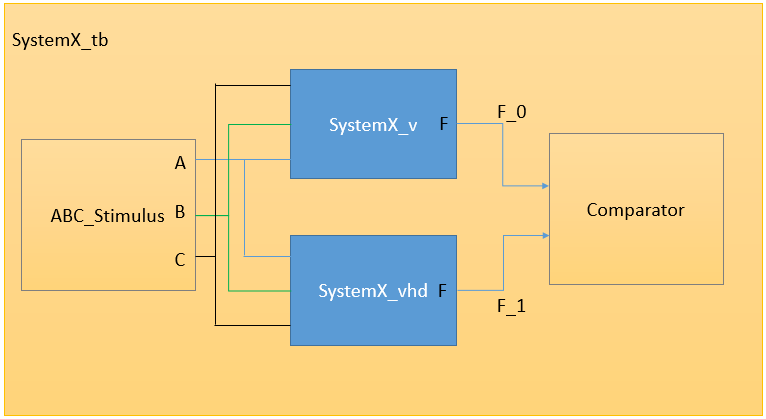 SystemX_tb
ABC_Stimulus
A
B
C
SystemX_v
F
SystemX_vhd
F
F_0
F_1
Comparator